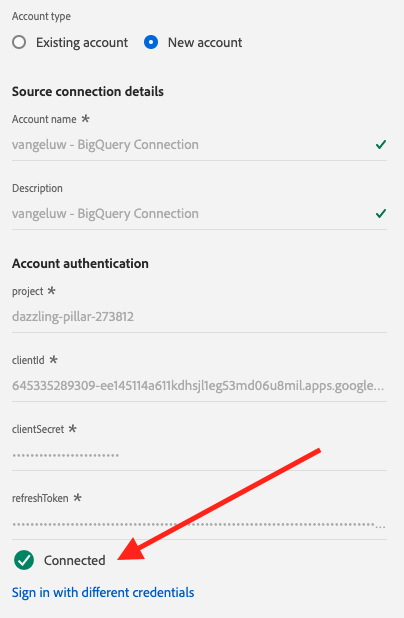 Account type
Existing account
New account
Source connection details
Account name *
vangeluw - BigQuery Connection
Description
vangeluw - BigQuery Connection
Account authentication
project *
dazzling-pillar-273812
clientId *
645335289309-ee145114a611kdhsjl1eg53md06u8mil.apps.google...
clientSecret *
•••••••••••••••••••••••
refreshToken *
••••••••••••••••••••••••••••••••••••••••••••••••••••••••••••••••••••••••••••...
Connected
Sign in with different credentials